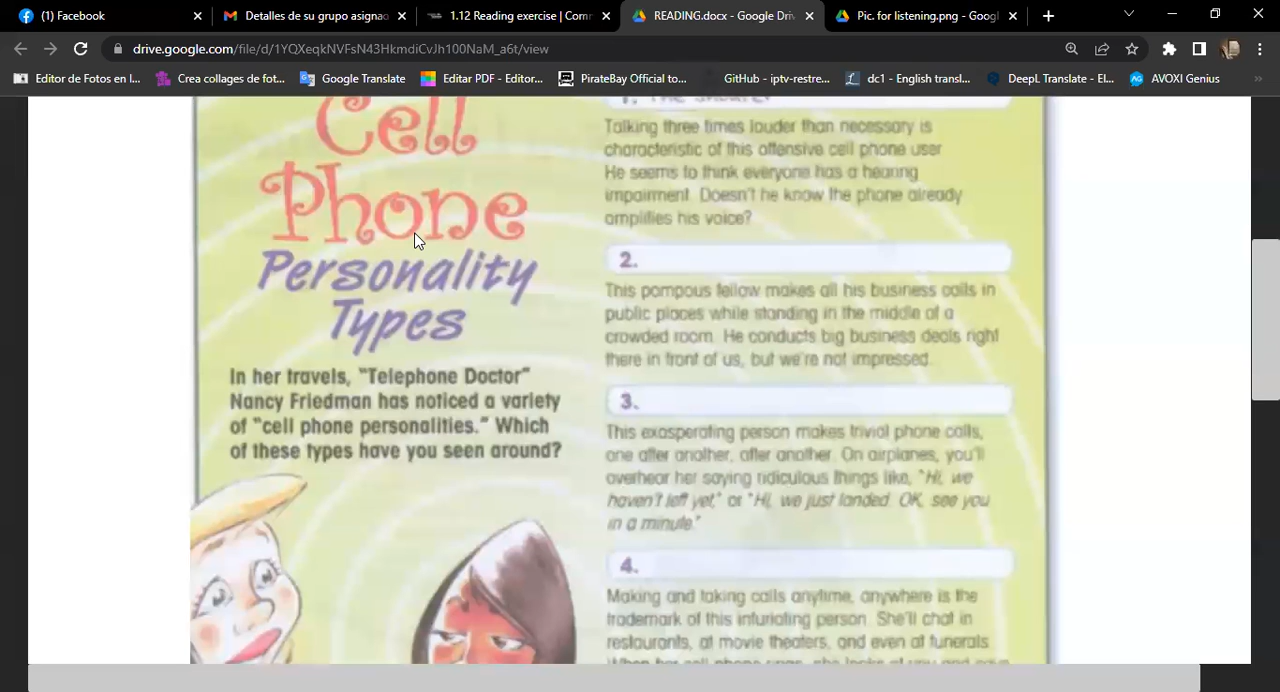 (1) Facebook
Detalles de su grupo asignac
1.12 Reading exercise | Com
READING.docx - Google Driv
Pic. for listening.png - Googl
drive.google.com/file/d/1YQXeqkNVFsN43HkmdiCvJh100NaM_a6t/view
Editor de Fotos en l...
Crea collages de fot...
Google Translate
Editar PDF - Editor...
PirateBay Official to...
GitHub - iptv-restre...
dc1 - English transl...
DeepL Translate - El...
AVOXI Genius
Cell
Phone
Personality
Types
In her travels, "Telephone Doctor"
Nancy Friedman has noticed a variety
of "cell phone personalities." Which
of these types have you seen around?
1.
Talking three times louder than necessary is
characteristic of this offensive cell phone user
He seems to think everyone has a hearing
impairment. Doesn't he know the phone already
amplifies his voice?
2.
This pompous fellow makes all his business calls in
public places while standing in the middle of a
crowded room. He conducts big business deals right
there in front of us, but we're not impressed.
3.
This exasperating person makes trivial phone calls,
one after another, after another. On airplanes, you'll
overhear her saying ridiculous things like, "Hi, we
haven't left yet," or "Hi, we just landed. OK, see you
in a minute."
4.
Making and taking calls anytime, anywhere is the
trademark of this infuriating person. She'll chat in
restaurants, at movie theaters, and even at funerals